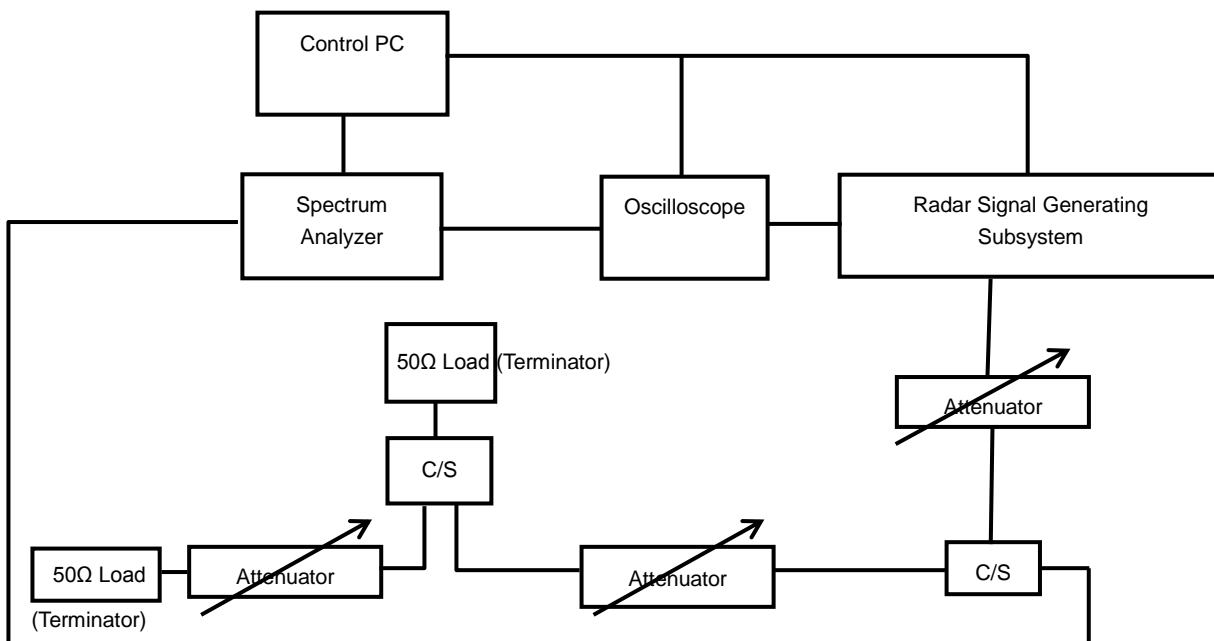 Control PC
Spectrum
Analyzer
Oscilloscope
Radar Signal Generating
Subsystem
50Ω Load (Terminator)
Attenuator
C/S
50Ω Load
(Terminator)
Attenuator
Attenuator
C/S